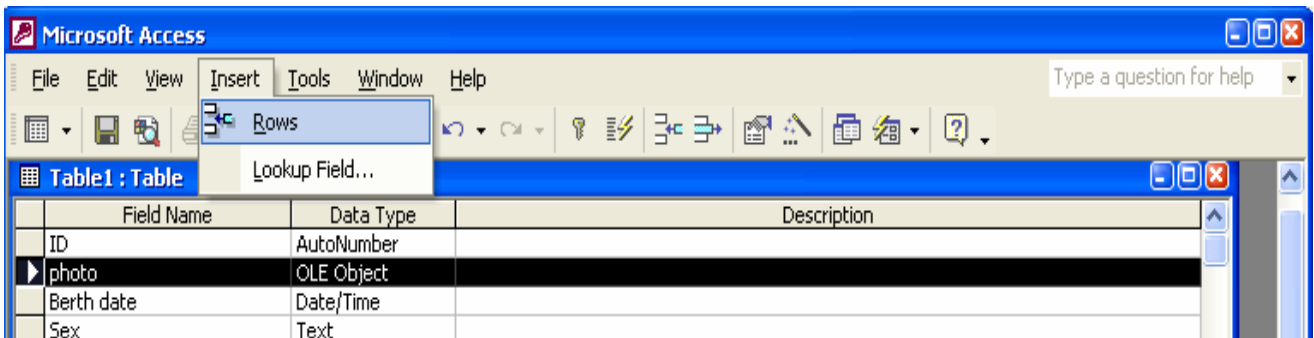 Microsoft Access
File Edit View Insert Tools Window Help Type a question for help
Rows
Lookup Field...
Table1 : Table
Field Name Data Type Description
ID AutoNumber
photo OLE Object
Berth date Date/Time
Sex Text